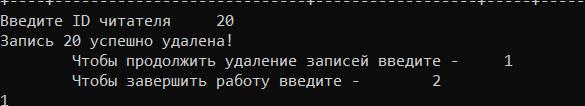 Введите ID читателя 20
Запись 20 успешно удалена!
Чтобы продолжить удаление записей введите - 1
Чтобы завершить работу введите - 2
1